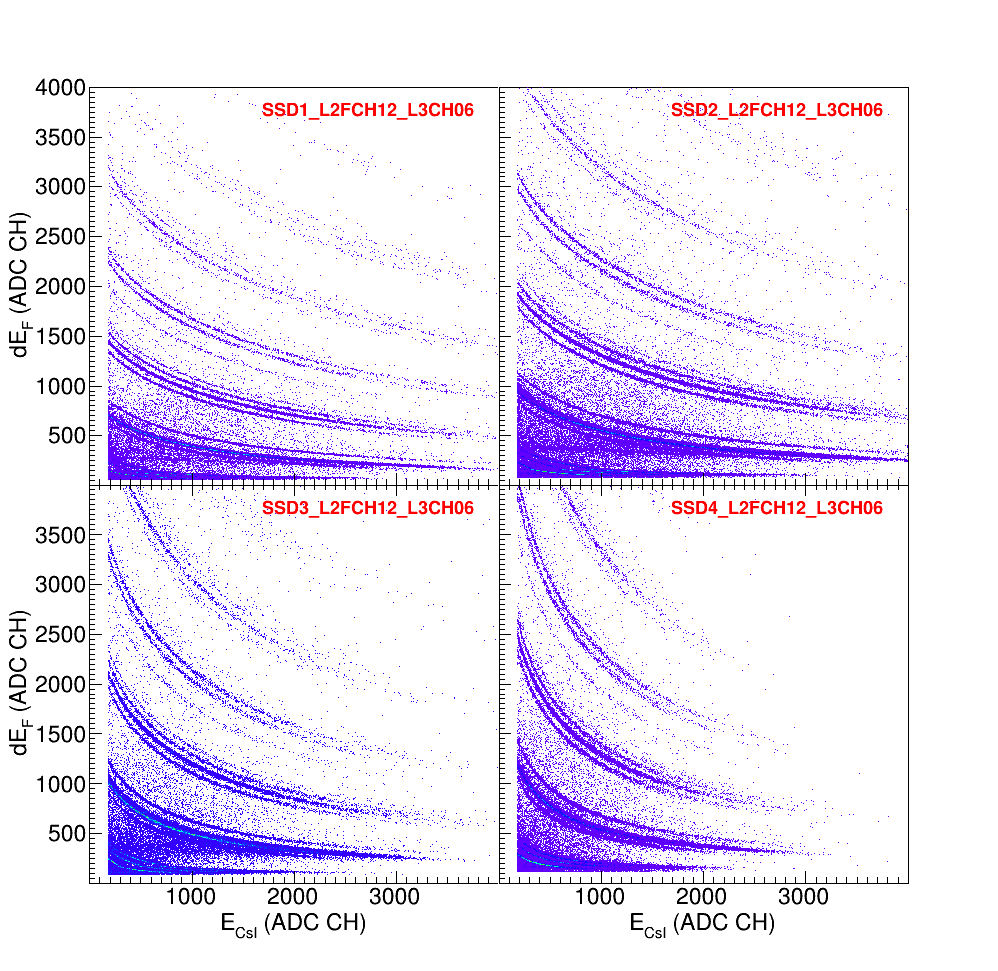 SSD1_L2FCH12_L3CH06
SSD2_L2FCH12_L3CH06
4000
3500
3000
2500
2000
1500
1000
500
dE_F (ADC CH)
SSD3_L2FCH12_L3CH06
SSD4_L2FCH12_L3CH06
3500
3000
2500
2000
1500
1000
500
dE_F (ADC CH)
1000 2000 3000
1000 2000 3000
E_CsI (ADC CH)
E_CsI (ADC CH)